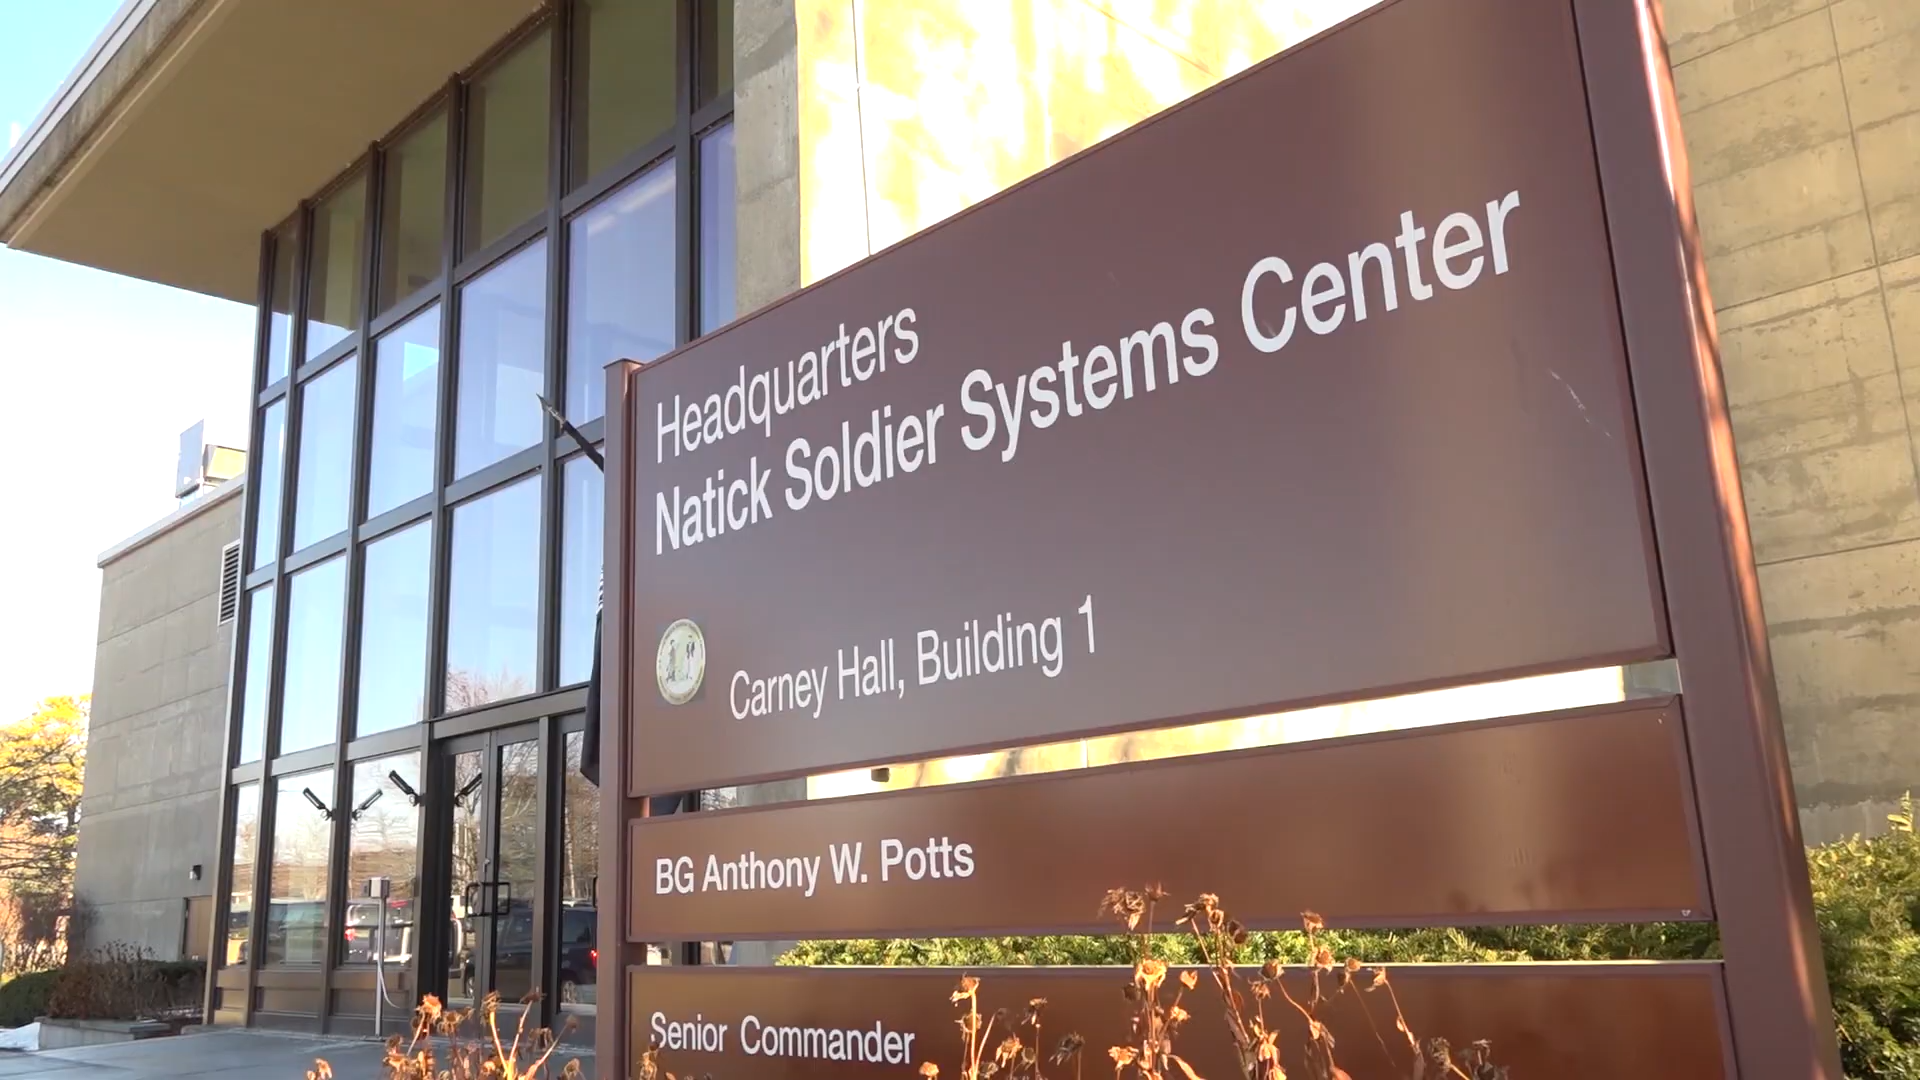 Headquarters
Natick Soldier Systems Center
Carney Hall, Building 1
BG Anthony W. Potts
Senior Commander